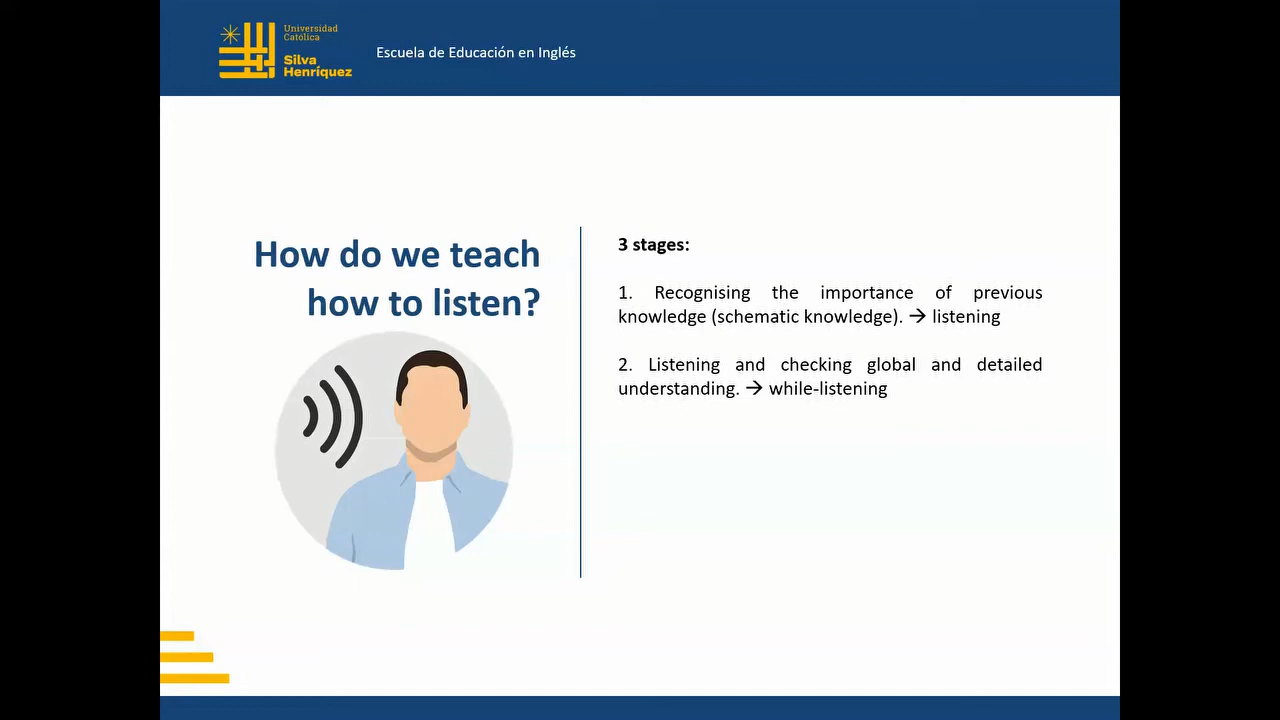 Universidad
Católica
Silva
Henríquez
Escuela de Educación en Inglés
How do we teach
how to listen?
3 stages:
1. Recognising the importance of previous
knowledge (schematic knowledge). → listening
2. Listening and checking global and detailed
understanding. → while-listening